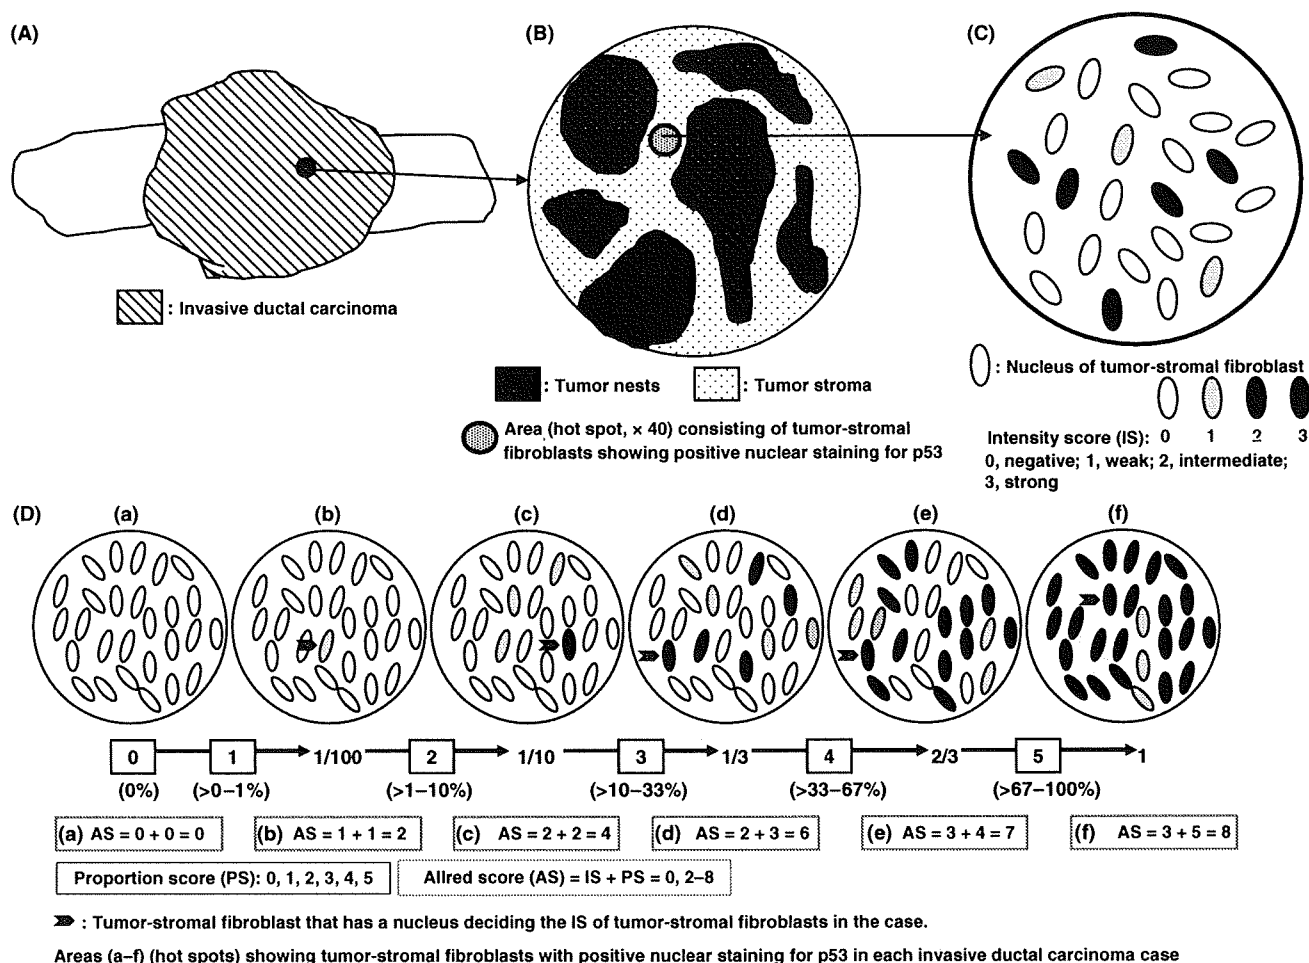 (A)
(B)
(C)
: Invasive ductal carcinoma
: Tumor nests
: Tumor stroma
Area (hot spot, × 40) consisting of tumor-stromal
fibroblasts showing positive nuclear staining for p53
: Nucleus of tumor-stromal fibroblast
Intensity score (IS): 0 1 2 3
0, negative; 1, weak; 2, intermediate;
3, strong
(D)
(a) (b) (c) (d) (e) (f)
0 1 1/100 2 1/10 3 1/3 4 2/3 5 1
(0%) (>0–1%) (>1–10%) (>10–33%) (>33–67%) (>67–100%)
(a) AS = 0 + 0 = 0
(b) AS = 1 + 1 = 2
(c) AS = 2 + 2 = 4
(d) AS = 2 + 3 = 6
(e) AS = 3 + 4 = 7
(f) AS = 3 + 5 = 8
Proportion score (PS): 0, 1, 2, 3, 4, 5
Allred score (AS) = IS + PS = 0, 2–8
: Tumor-stromal fibroblast that has a nucleus deciding the IS of tumor-stromal fibroblasts in the case.
Areas (a–f) (hot spots) showing tumor-stromal fibroblasts with positive nuclear staining for p53 in each invasive ductal carcinoma case